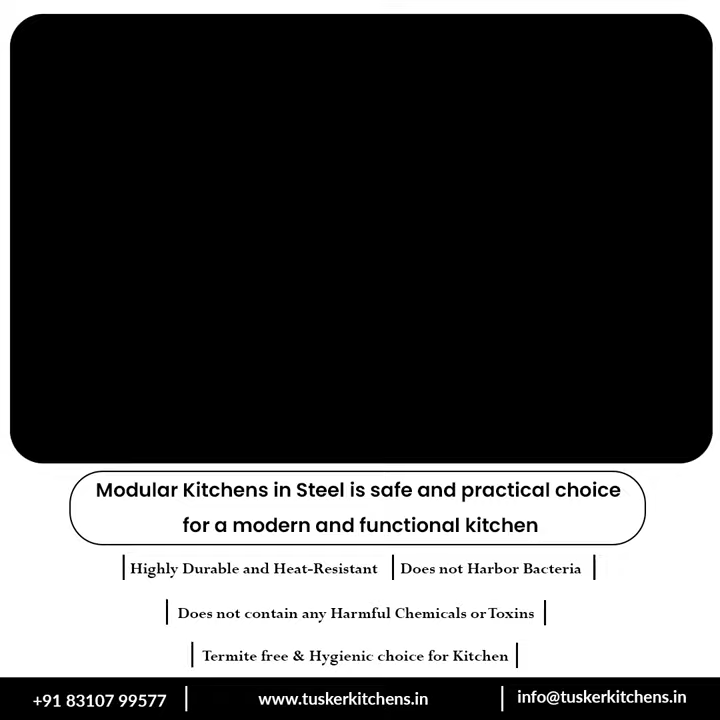 Modular Kitchens in Steel is safe and practical choice
for a modern and functional kitchen
Highly Durable and Heat-Resistant | Does not Harbor Bacteria
Does not contain any Harmful Chemicals or Toxins
Termite free & Hygienic choice for Kitchen
+91 83107 99577 | www.tuskerkitchens.in | info@tuskerkitchens.in